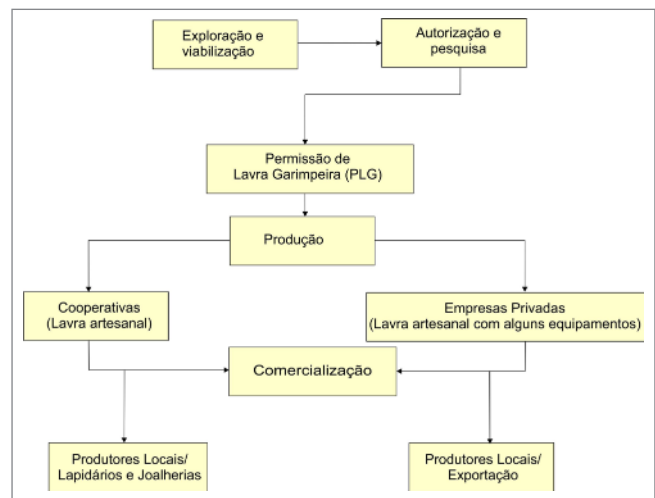 Exploração e
viabilização
Autorização e
pesquisa
Permissão de
Lavra Garimpeira (PLG)
Produção
Cooperativas
(Lavra artesanal)
Empresas Privadas
(Lavra artesanal com alguns equipamentos)
Comercialização
Produtores Locais/
Lapidários e Joalherias
Produtores Locais/
Exportação